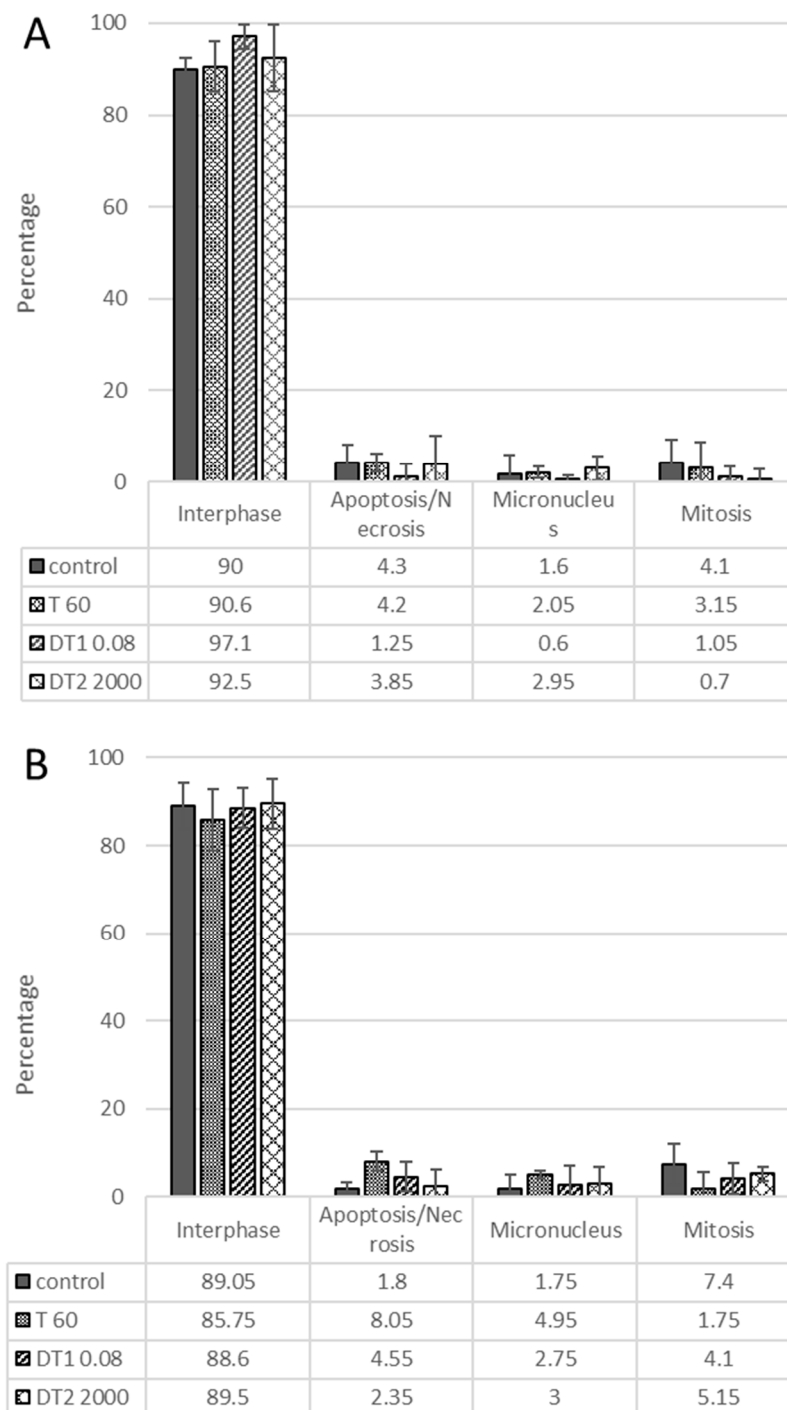 A
100
80
60
40
20
0
Percentage
Interphase Apoptosis/N Micronucleu Mitosis
ecrosis s
control 90 4.3 1.6 4.1
T 60 90.6 4.2 2.05 3.15
DT1 0.08 97.1 1.25 0.6 1.05
DT2 2000 92.5 3.85 2.95 0.7
B
100
80
60
40
20
0
Percentage
Interphase Apoptosis/Nec Micronucleus Mitosis
rosis
control 89.05 1.8 1.75 7.4
T 60 85.75 8.05 4.95 1.75
DT1 0.08 88.6 4.55 2.75 4.1
DT2 2000 89.5 2.35 3 5.15